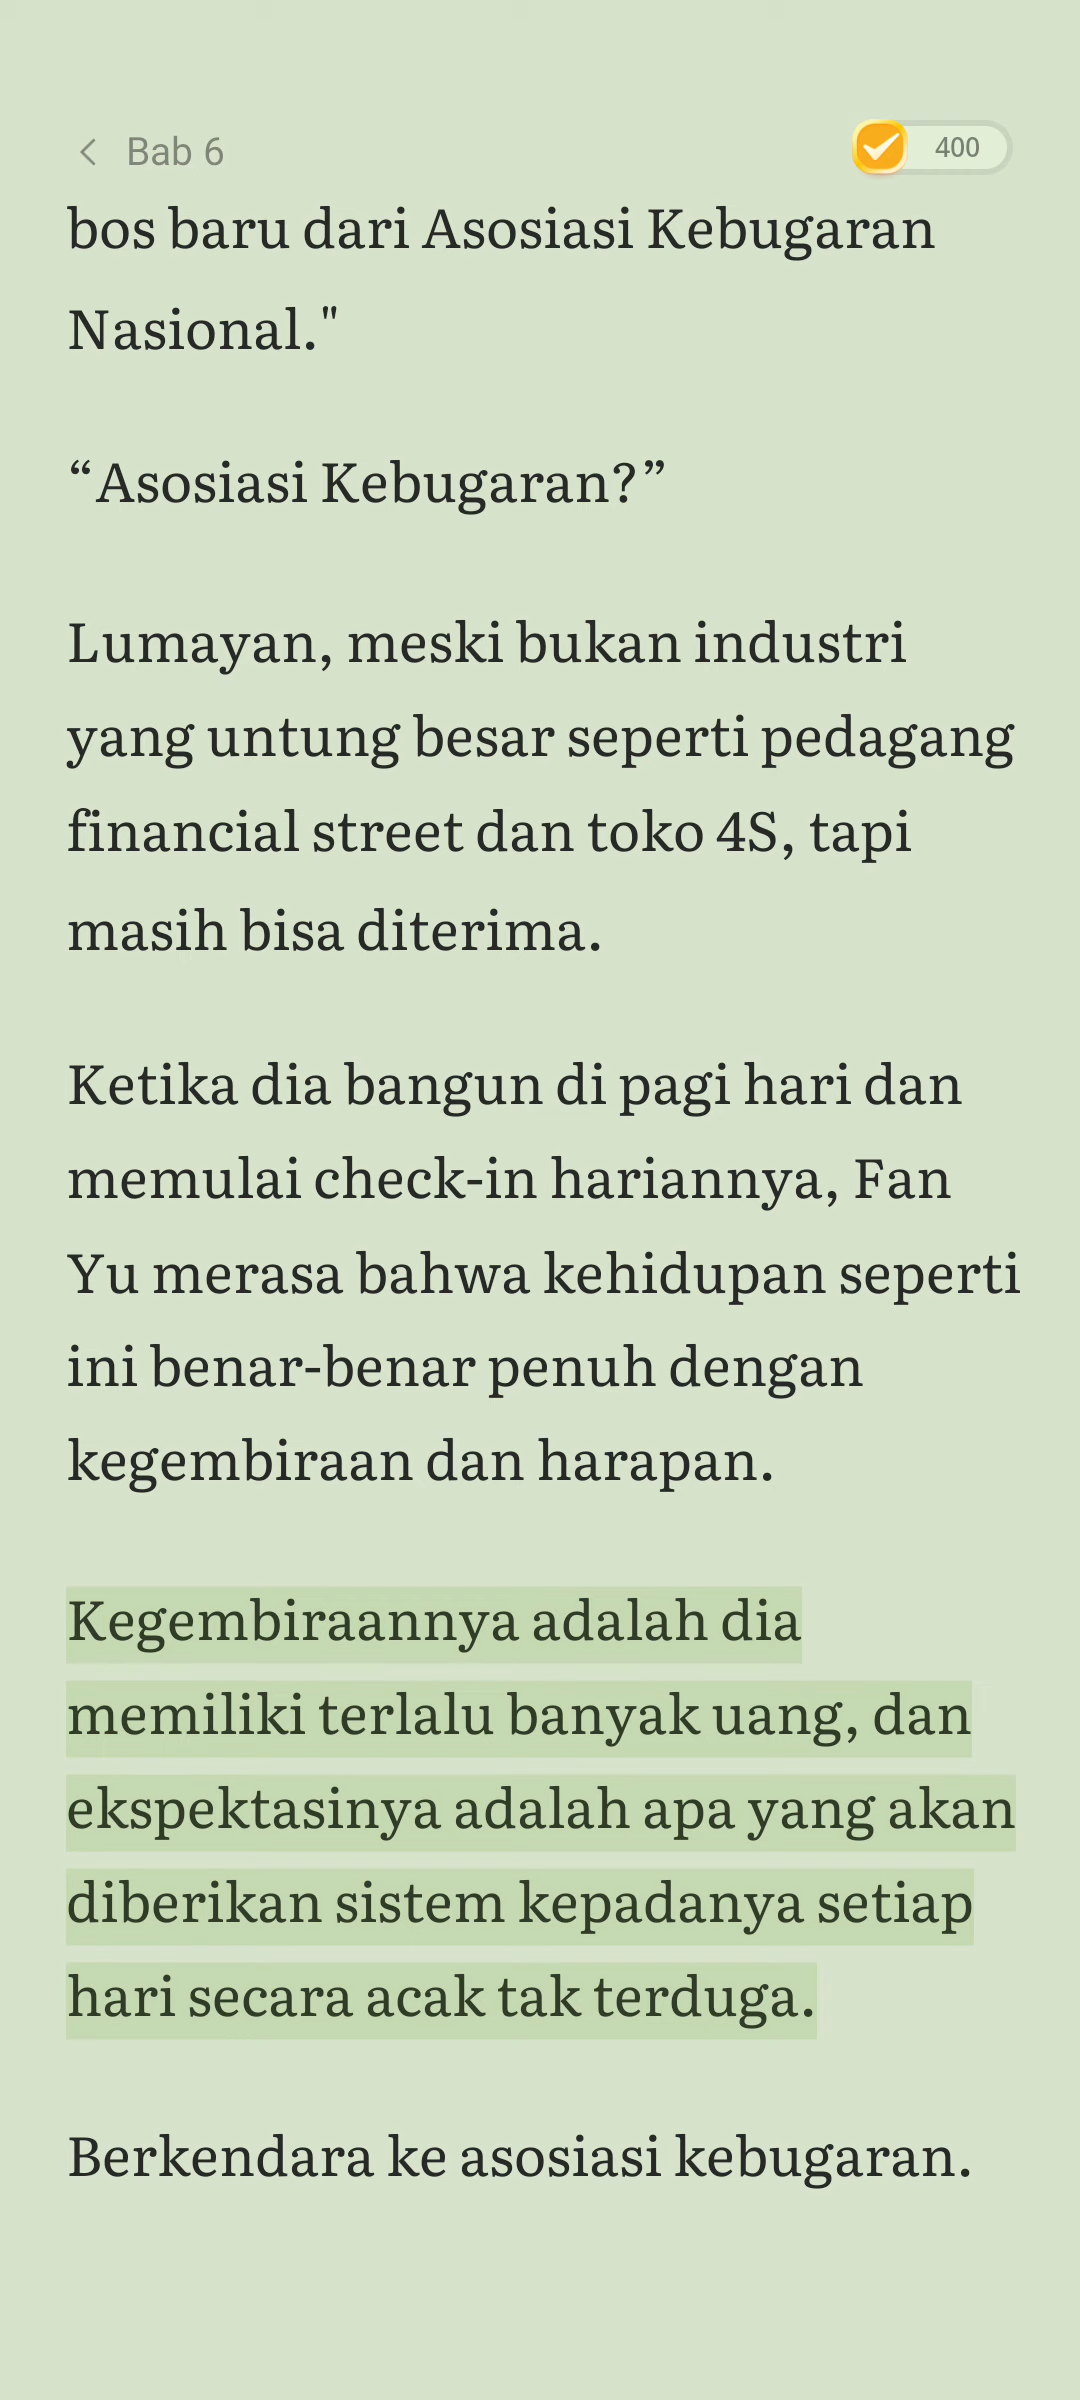 Bab 6
400
bos baru dari Asosiasi Kebugaran
Nasional."
“Asosiasi Kebugaran?”
Lumayan, meski bukan industri
yang untung besar seperti pedagang
financial street dan toko 4S, tapi
masih bisa diterima.
Ketika dia bangun di pagi hari dan
memulai check-in hariannya, Fan
Yu merasa bahwa kehidupan seperti
ini benar-benar penuh dengan
kegembiraan dan harapan.
Kegembiraannya adalah dia
memiliki terlalu banyak uang, dan
ekspektasinya adalah apa yang akan
diberikan sistem kepadanya setiap
hari secara acak tak terduga.
Berkendara ke asosiasi kebugaran.